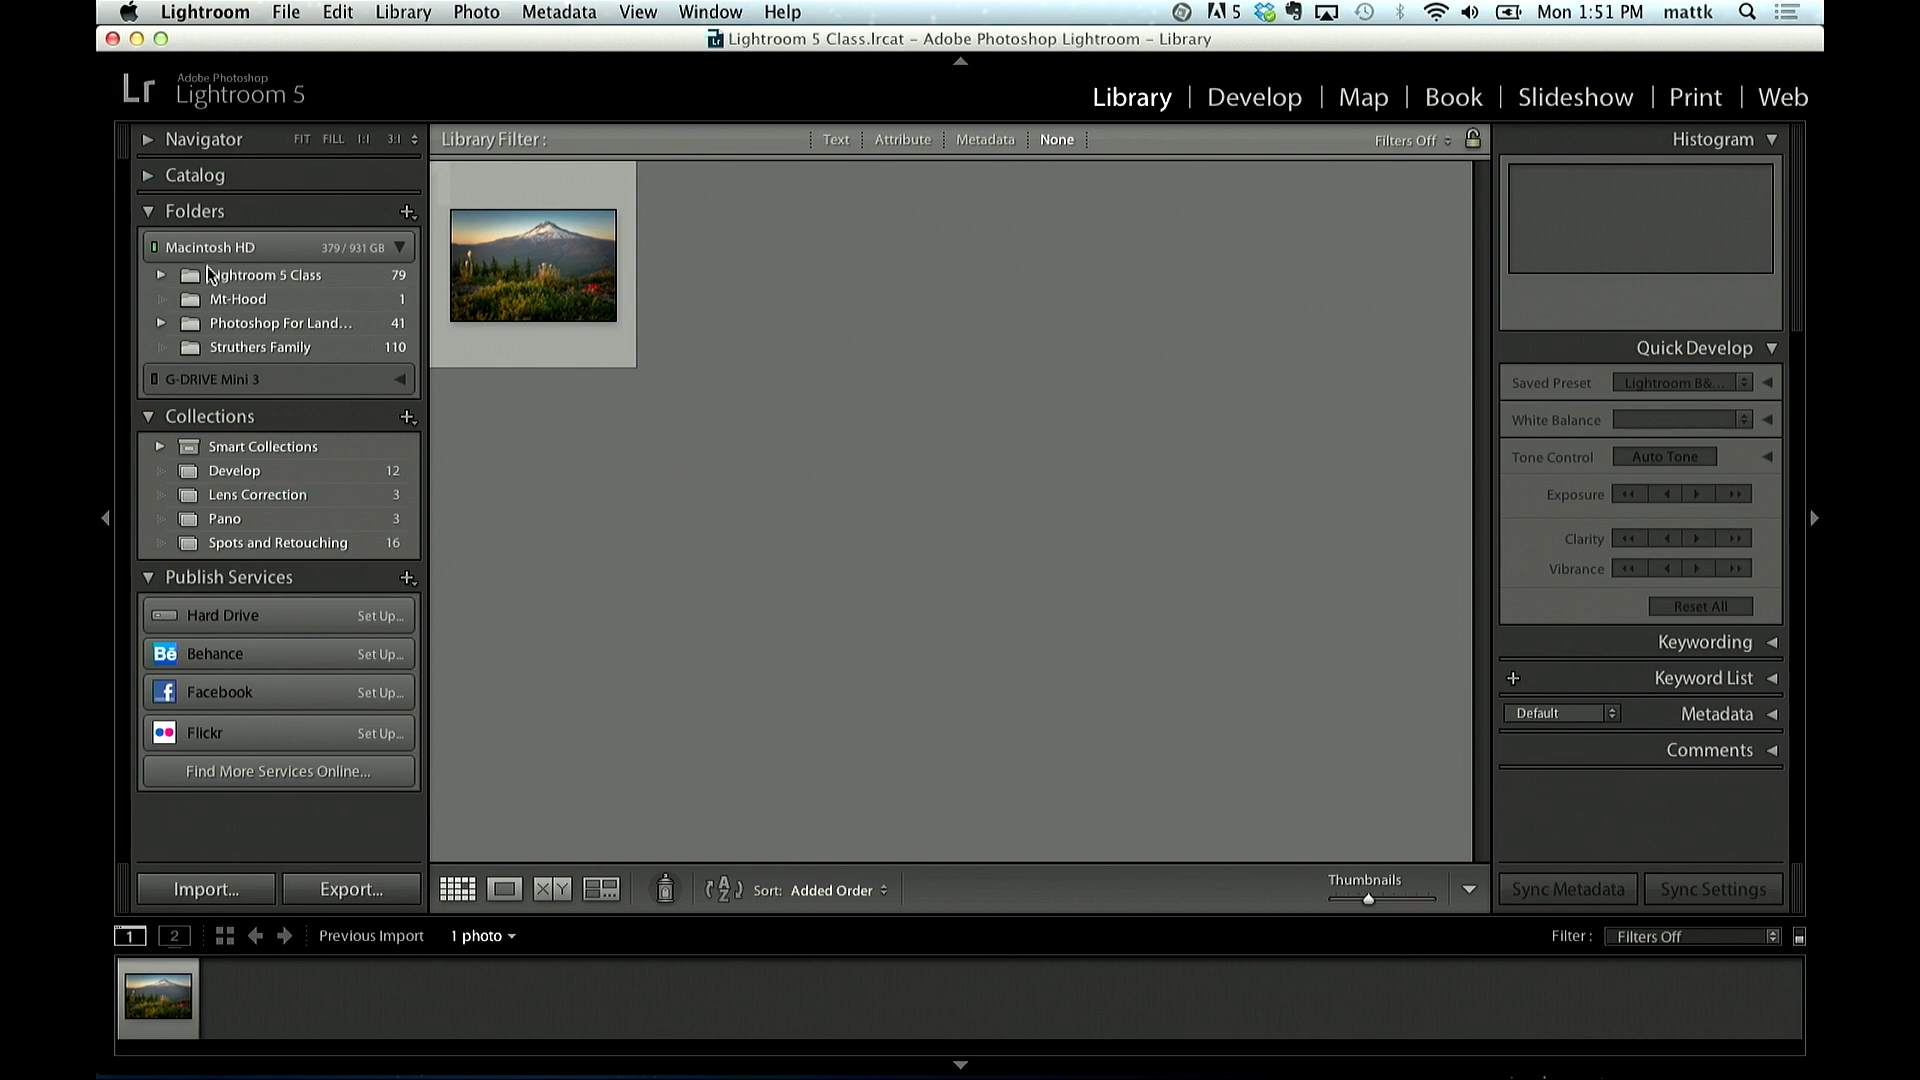 Lightroom File Edit Library Photo Metadata View Window Help 5 Mon 1:51 PM mattk
Lr Lightroom 5 Class.lrcat – Adobe Photoshop Lightroom – Library
Lr Adobe Photoshop
Lightroom 5
Library | Develop | Map | Book | Slideshow | Print | Web
Navigator FIT FILL 1:1 3:1
Catalog
Folders
Macintosh HD 379 / 931 GB
ghtroom 5 Class 79
Mt-Hood 1
Photoshop For Land... 41
Struthers Family 110
G-DRIVE Mini 3
Collections
Smart Collections
Develop 12
Lens Correction 3
Pano 3
Spots and Retouching 16
Publish Services
Hard Drive Set Up...
Bē Behance Set Up...
f Facebook Set Up...
Flickr Set Up...
Find More Services Online...
Import... Export...
Library Filter : Text Attribute Metadata None Filters Off
XY AZ Sort: Added Order Thumbnails
Histogram
Quick Develop
Saved Preset Lightroom B&...
White Balance
Tone Control Auto Tone
Exposure
Clarity
Vibrance
Reset All
Keywording
Keyword List
Default Metadata
Comments
Sync Metadata Sync Settings
1 2 Previous Import 1 photo Filter : Filters Off